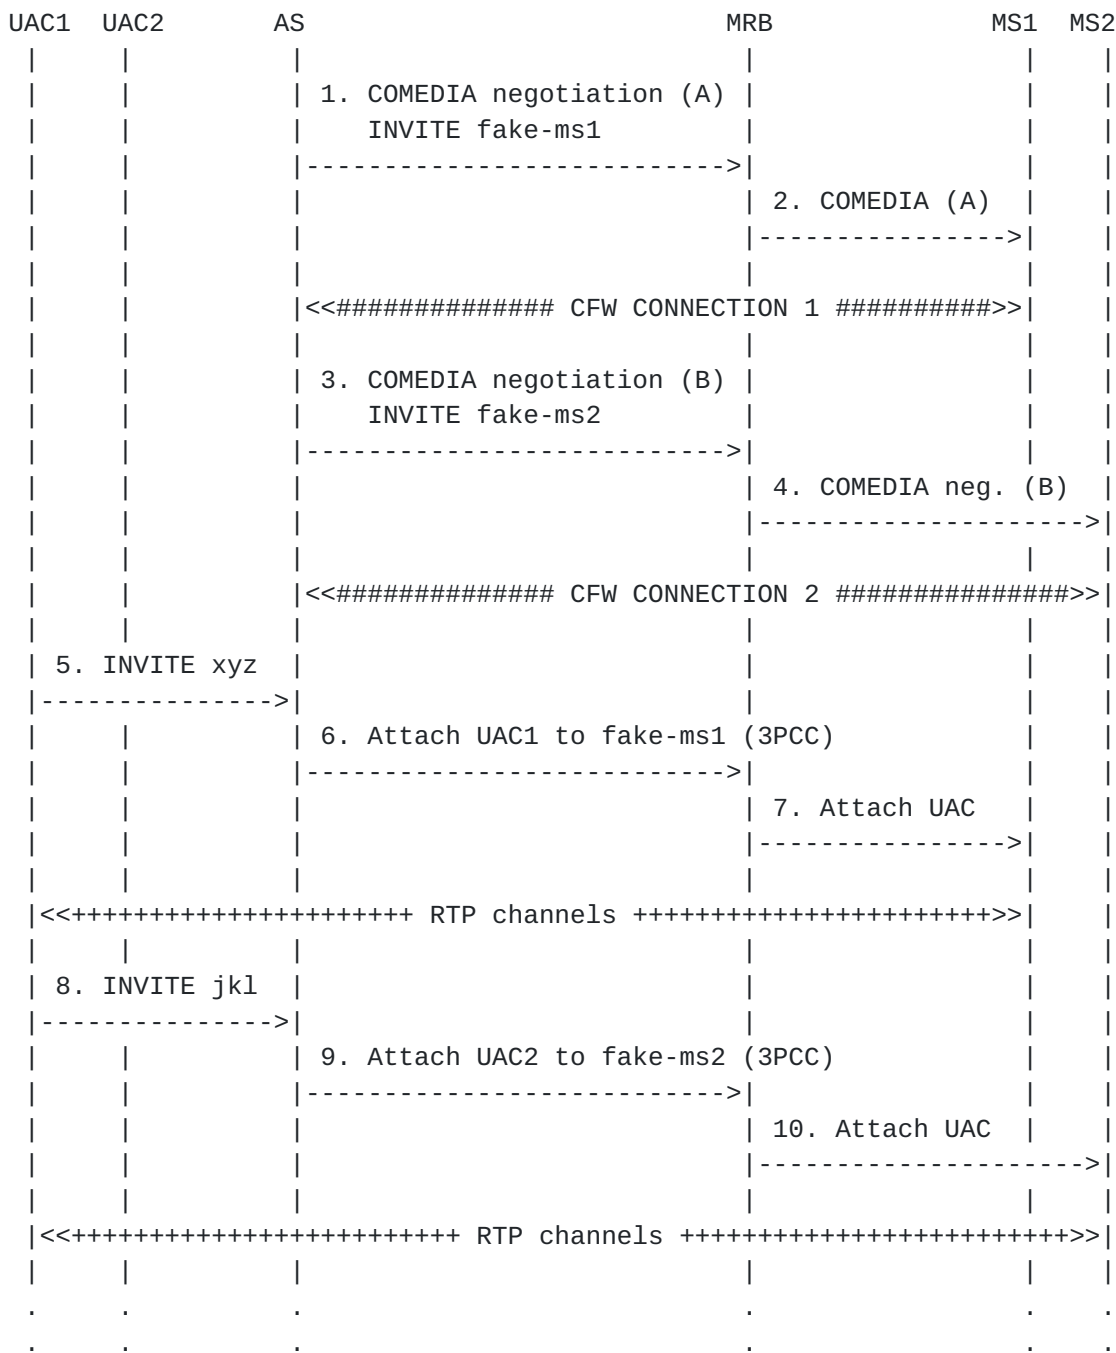 UAC1  UAC2       AS                           MRB              MS1  MS2
1. COMEDIA negotiation (A)
INVITE fake-ms1
2. COMEDIA (A)
<<############## CFW CONNECTION 1 ##########>>
3. COMEDIA negotiation (B)
INVITE fake-ms2
4. COMEDIA neg. (B)
<<############## CFW CONNECTION 2 ###############>>
5. INVITE xyz
6. Attach UAC1 to fake-ms1 (3PCC)
7. Attach UAC
<<++++++++++++++++++++++ RTP channels +++++++++++++++++++++++>>
8. INVITE jkl
9. Attach UAC2 to fake-ms2 (3PCC)
10. Attach UAC
<<+++++++++++++++++++++++++ RTP channels +++++++++++++++++++++++++>>